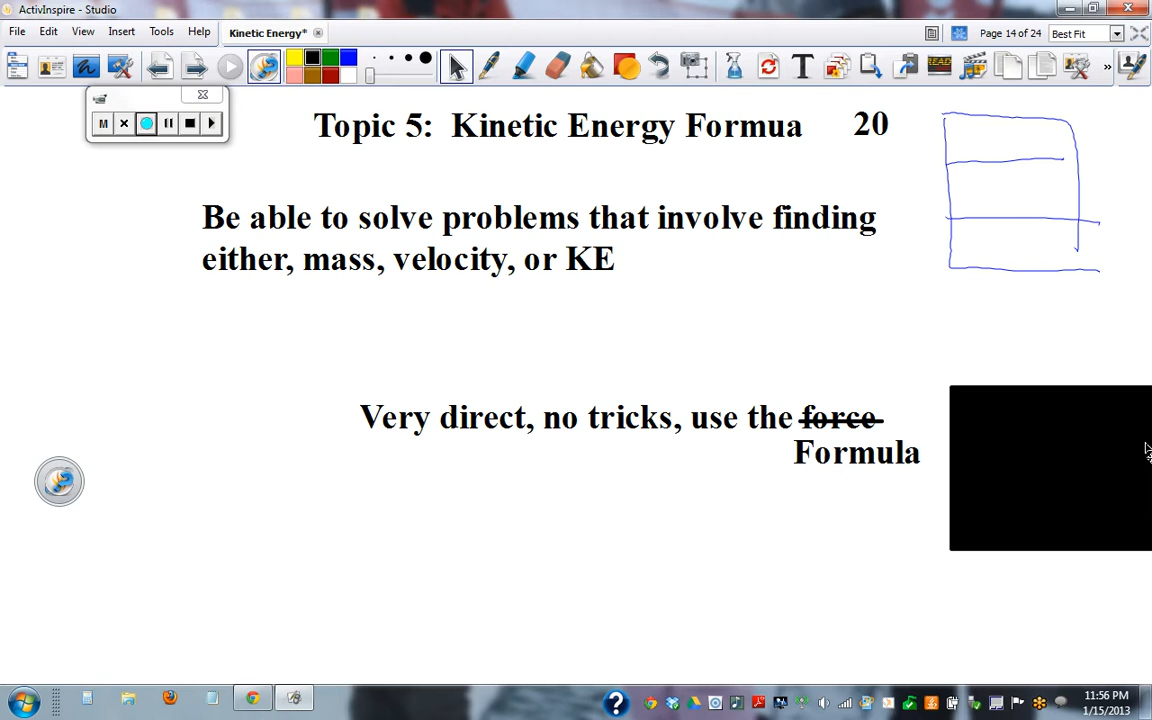 ActivInspire - Studio
File Edit View Insert Tools Help Kinetic Energy* Page 14 of 24 Best Fit
T READ »
M
Topic 5: Kinetic Energy Formua 20
Be able to solve problems that involve finding
either, mass, velocity, or KE
Very direct, no tricks, use the force
Formula
11:56 PM
1/15/2013